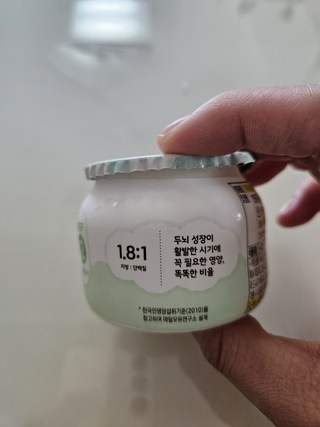 1.8:1
지방 : 단백질
두뇌 성장이
활발한 시기에
꼭 필요한 영양,
똑똑한 비율
* 한국인영양섭취기준(2010)를
참고하여 매일모유연구소 설계